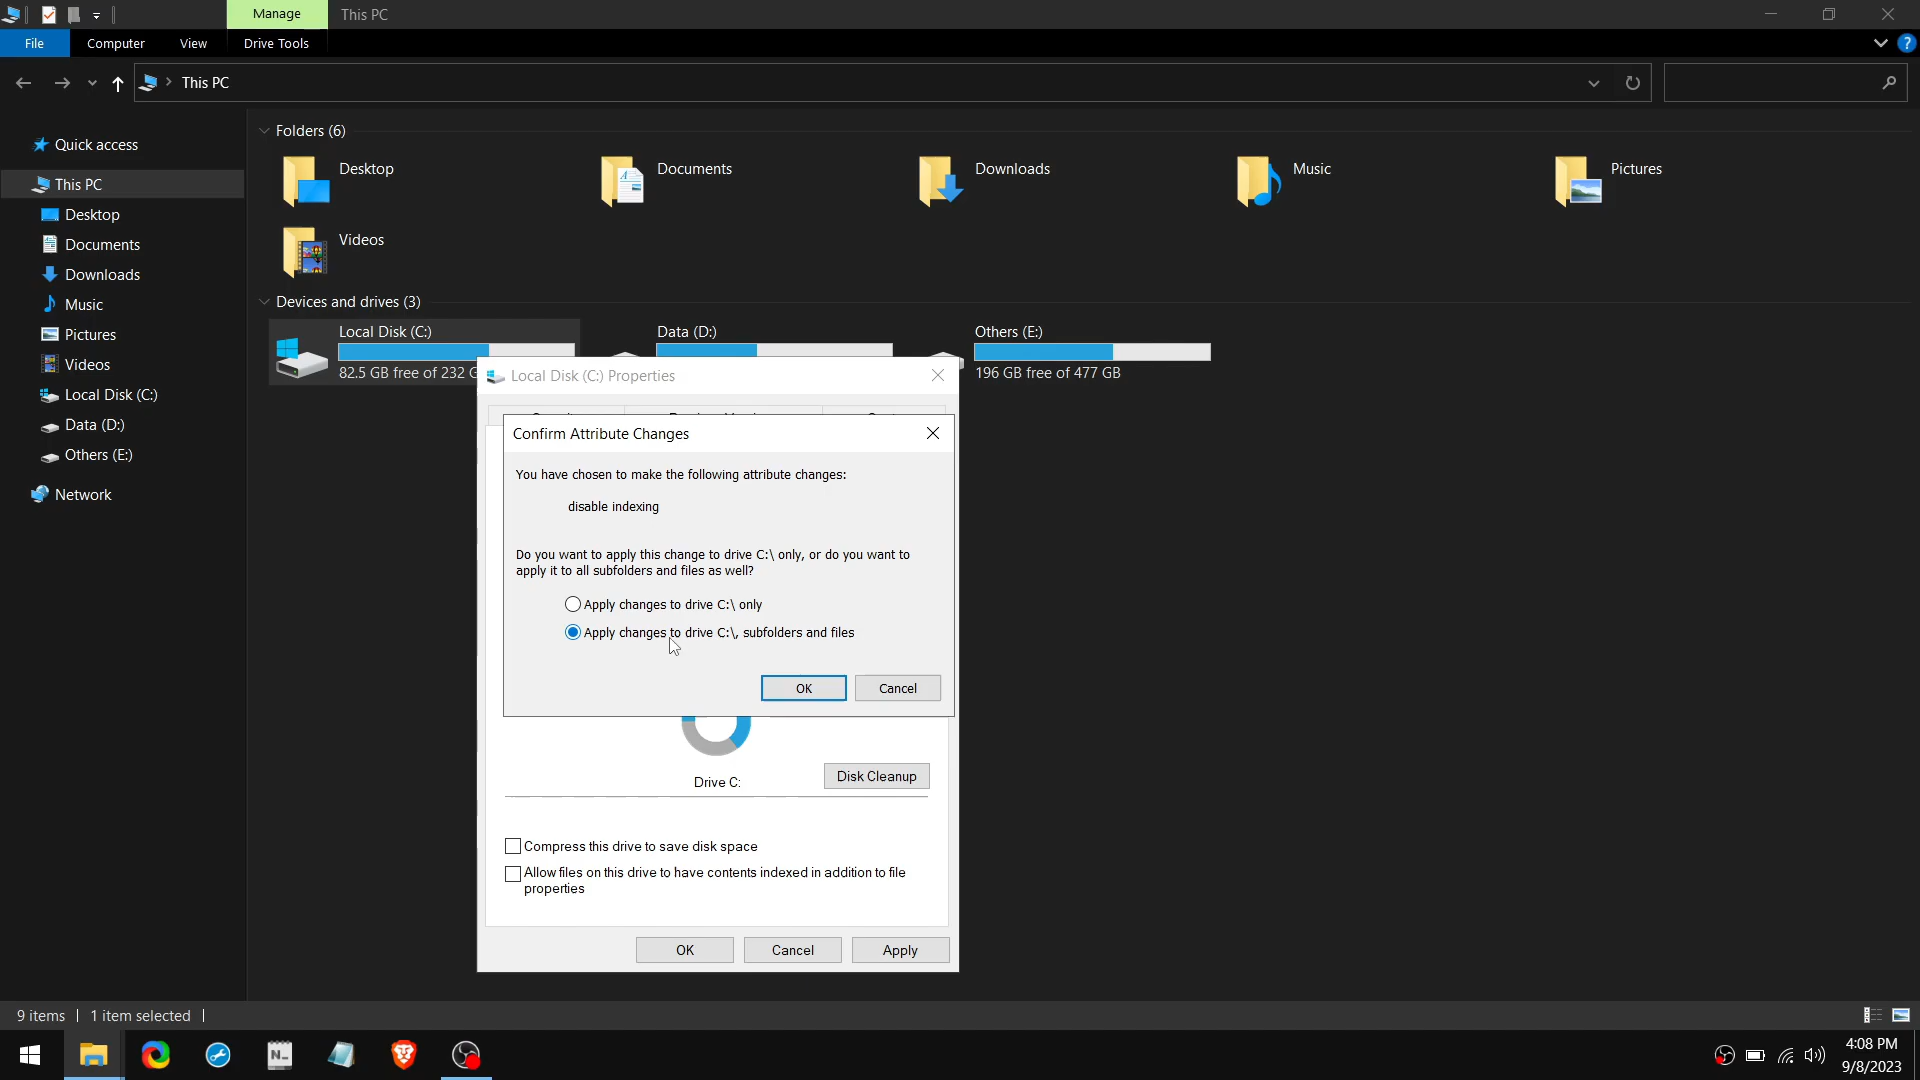 Manage
This PC
File
Computer
View
Drive Tools
?
This PC
Quick access
This PC
Desktop
Documents
Downloads
Music
Pictures
Videos
Local Disk (C:)
Data (D:)
Others (E:)
Network
Folders (6)
Desktop
Documents
Downloads
Music
Pictures
Videos
Devices and drives (3)
Local Disk (C:)
82.5 GB free of 232 G
Data (D:)
Others (E:)
196 GB free of 477 GB
Local Disk (C:) Properties
Confirm Attribute Changes
You have chosen to make the following attribute changes:
disable indexing
Do you want to apply this change to drive C:\ only, or do you want to
apply it to all subfolders and files as well?
Apply changes to drive C:\ only
Apply changes to drive C:\, subfolders and files
OK
Cancel
Drive C:
Disk Cleanup
Compress this drive to save disk space
Allow files on this drive to have contents indexed in addition to file
properties
OK
Cancel
Apply
9 items
1 item selected
N
4:08 PM
9/8/2023